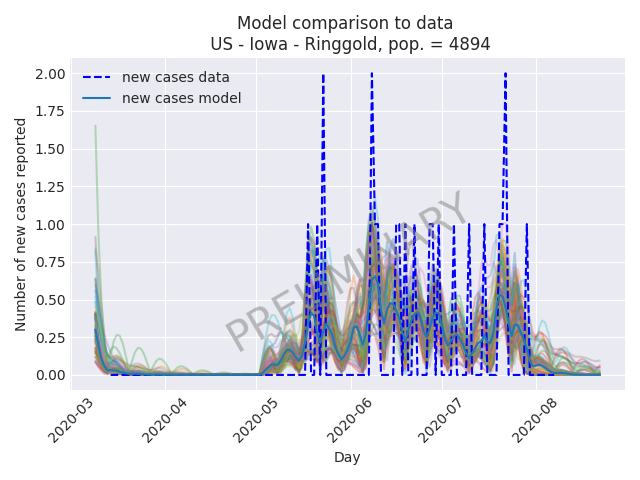 Model comparison to data
US - Iowa - Ringgold, pop. = 4894
new cases data
new cases model
Number of new cases reported
2.00
1.75
1.50
1.25
1.00
0.75
0.50
0.25
0.00
PRELIMINARY
2020-03
2020-04
2020-05
2020-06
2020-07
2020-08
Day